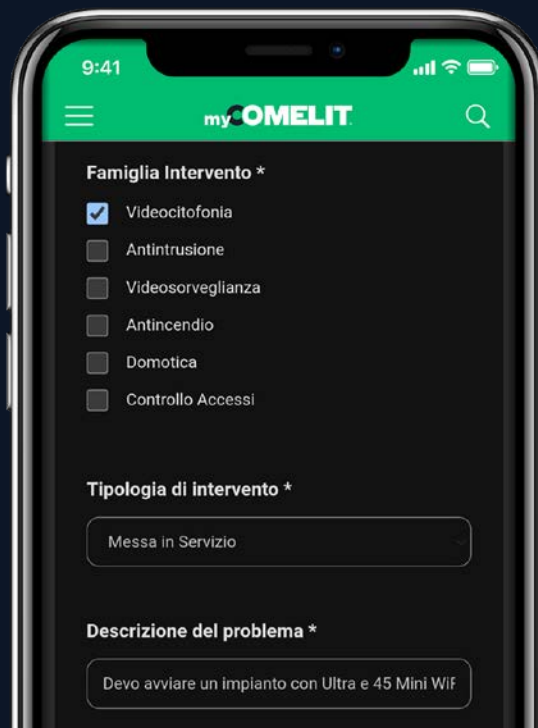 9:41
myCOMELIT
Famiglia Intervento *
Videocitofonia
Antintrusione
Videosorveglianza
Antincendio
Domotica
Controllo Accessi
Tipologia di intervento *
Messa in Servizio
Descrizione del problema *
Devo avviare un impianto con Ultra e 45 Mini WiF